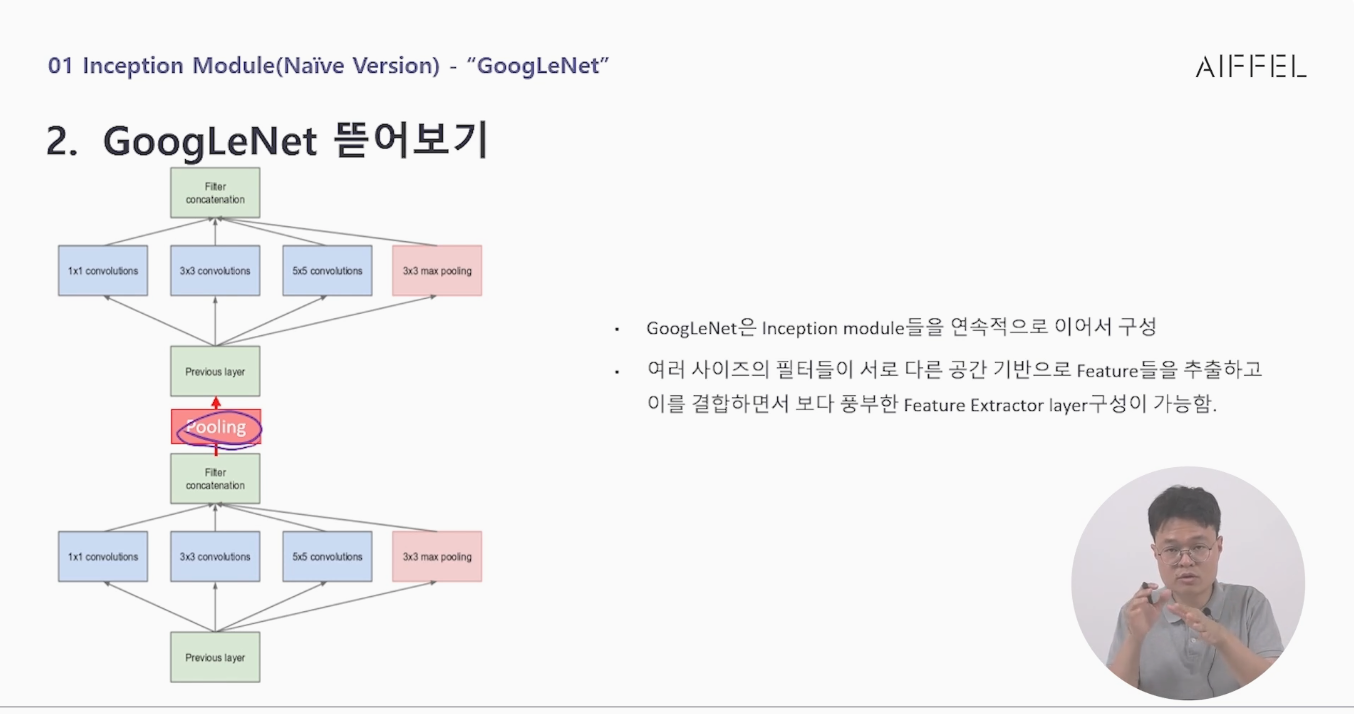 01 Inception Module(Naïve Version) - “GoogLeNet”
AIFFEL
2. GoogLeNet 뜯어보기
Filter
concatenation
1x1 convolutions
3x3 convolutions
5x5 convolutions
3x3 max pooling
Previous layer
Pooling
Filter
concatenation
1x1 convolutions
3x3 convolutions
5x5 convolutions
3x3 max pooling
Previous layer
• GoogLeNet은 Inception module들을 연속적으로 이어서 구성
• 여러 사이즈의 필터들이 서로 다른 공간 기반으로 Feature들을 추출하고
이를 결합하면서 보다 풍부한 Feature Extractor layer구성이 가능함.